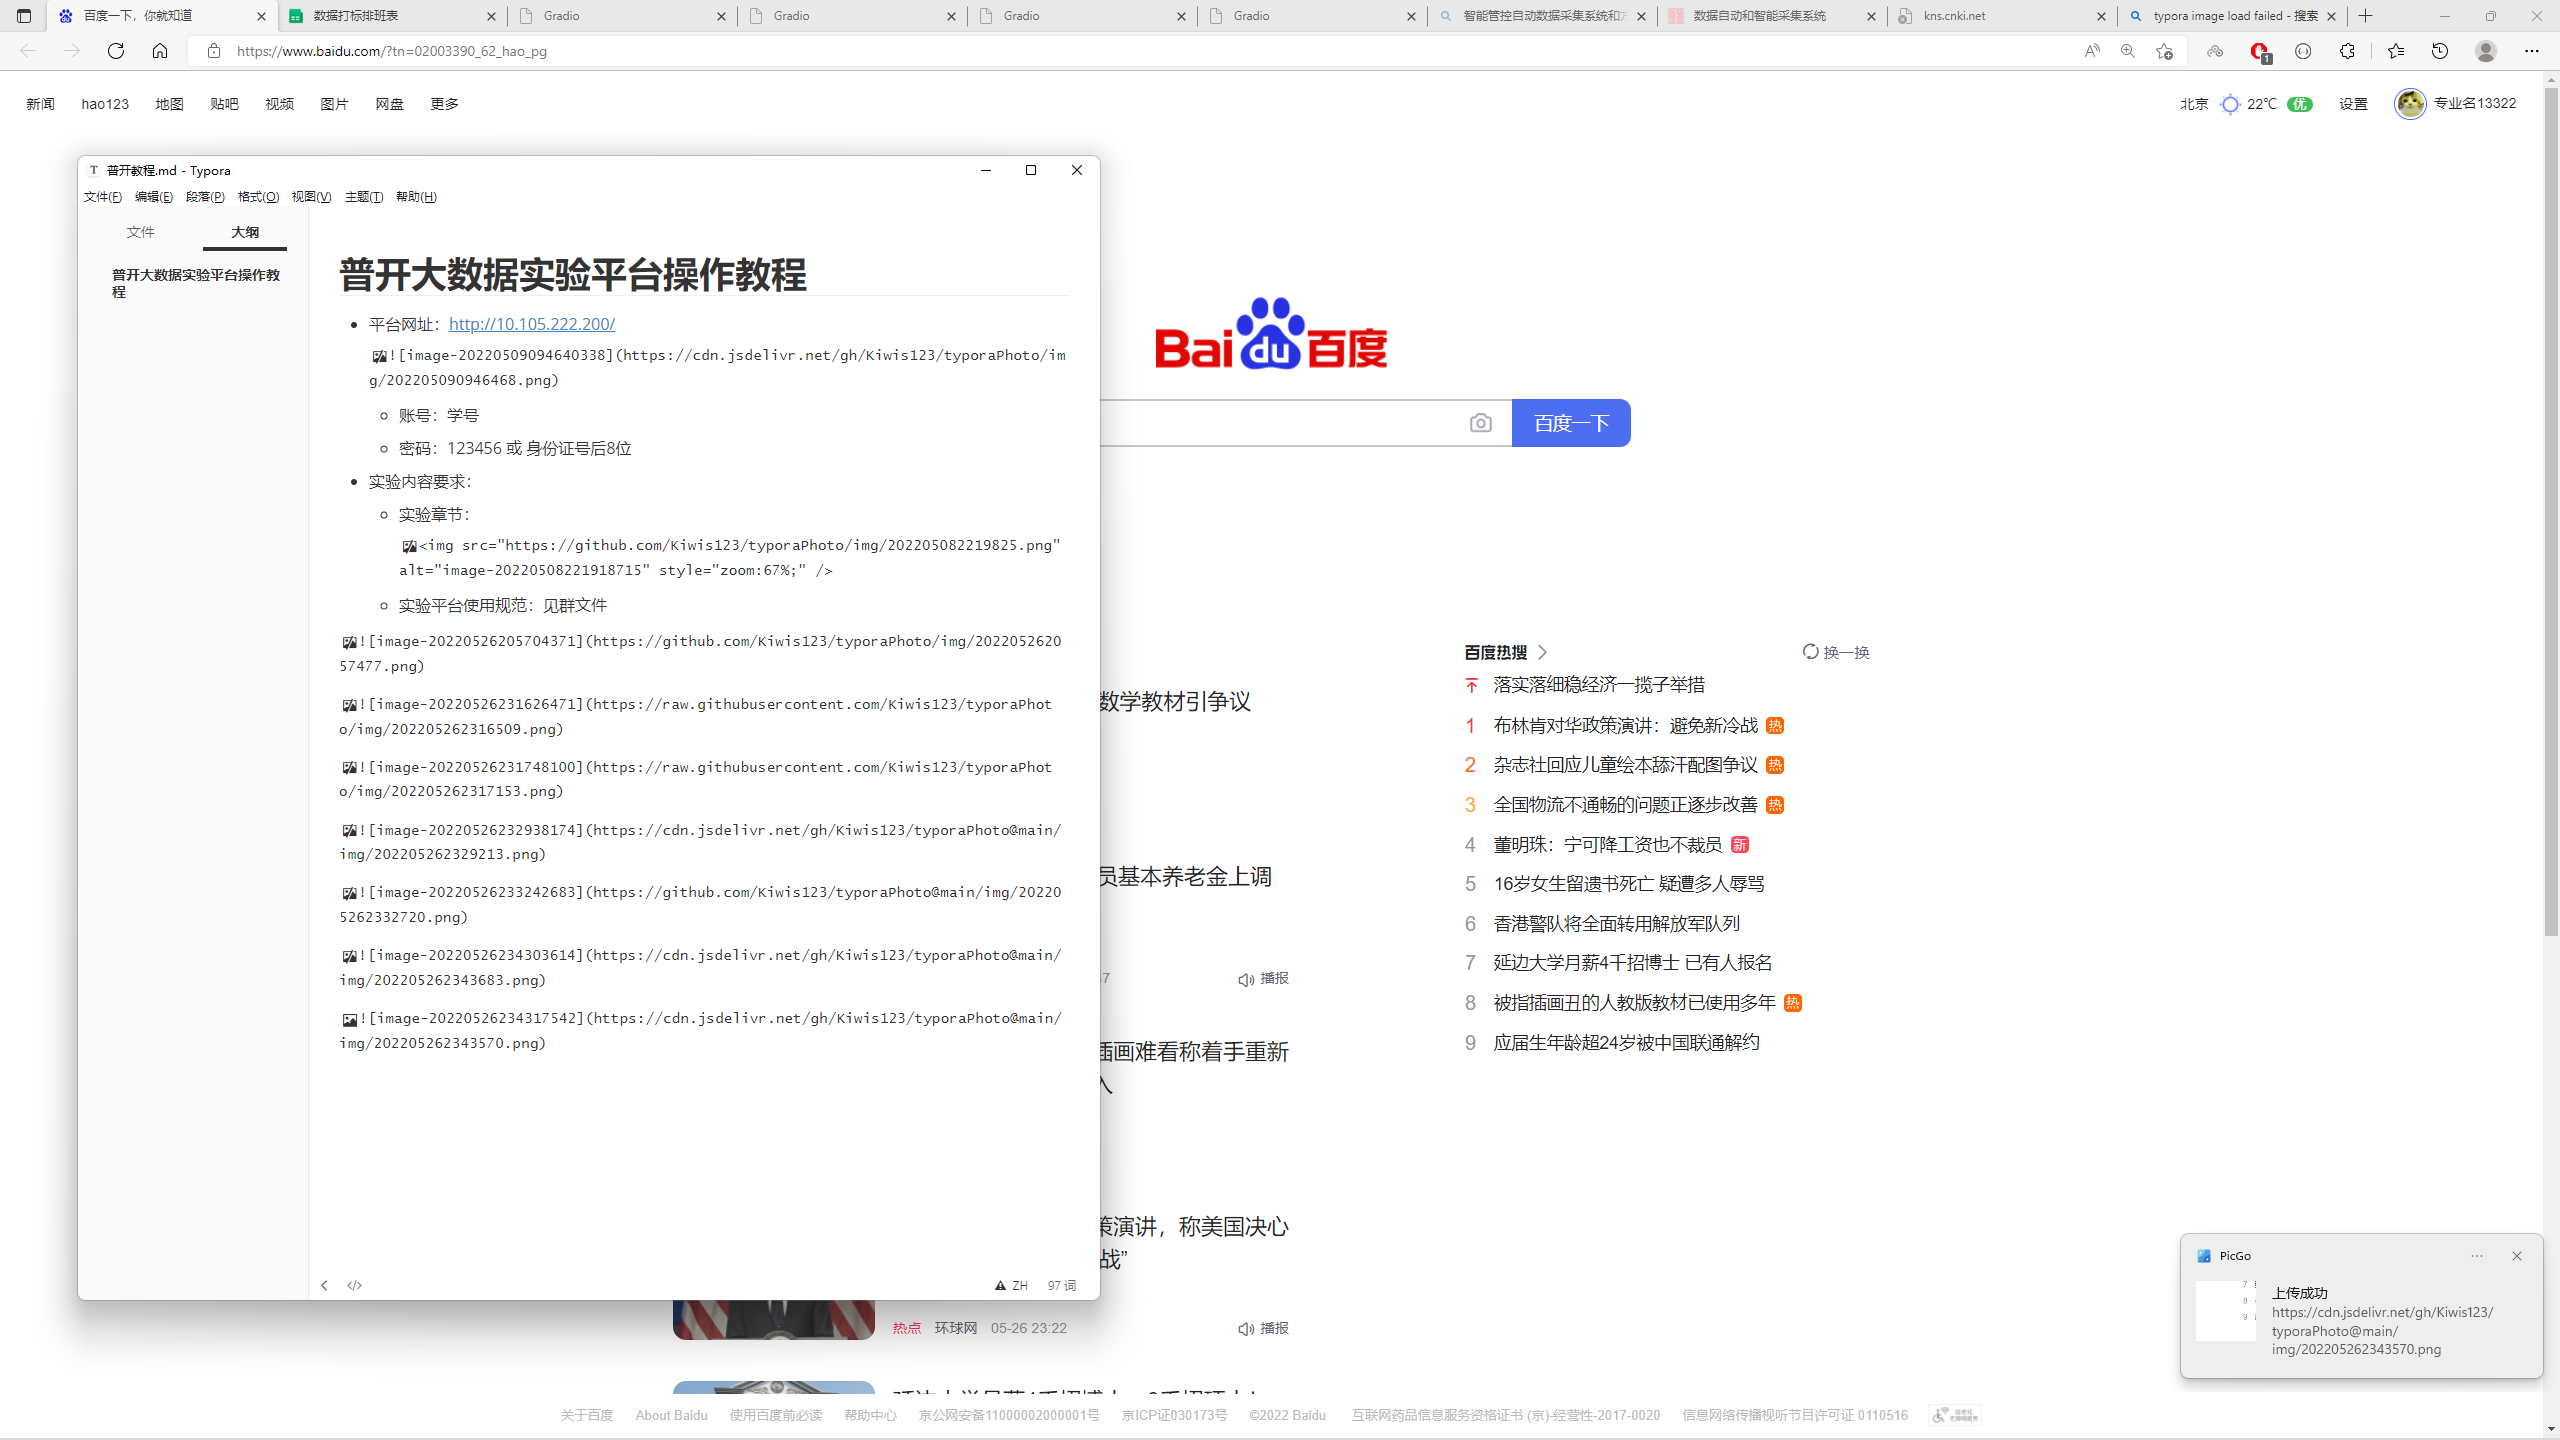 百度一下，你就知道
数据打标排班表
Gradio
Gradio
Gradio
Gradio
智能管控自动数据采集系统和方
数据自动和智能采集系统
kns.cnki.net
typora image load failed - 搜索
https://www.baidu.com/?tn=02003390_62_hao_pg
1
新闻 hao123 地图 贴吧 视频 图片 网盘 更多
北京 22℃ 优 设置 专业名13322
普开教程.md - Typora
文件(F) 编辑(E) 段落(P) 格式(O) 视图(V) 主题(T) 帮助(H)
文件 大纲
普开大数据实验平台操作教
程
普开大数据实验平台操作教程
平台网址：http://10.105.222.200/
![image-20220509094640338](https://cdn.jsdelivr.net/gh/Kiwis123/typoraPhoto/im
g/202205090946468.png)
账号：学号
密码：123456 或 身份证号后8位
实验内容要求：
实验章节：
<img src="https://github.com/Kiwis123/typoraPhoto/img/202205082219825.png"
alt="image-20220508221918715" style="zoom:67%;" />
实验平台使用规范：见群文件
![image-20220526205704371](https://github.com/Kiwis123/typoraPhoto/img/2022052620
57477.png)
![image-20220526231626471](https://raw.githubusercontent.com/Kiwis123/typoraPhot
o/img/202205262316509.png)
![image-20220526231748100](https://raw.githubusercontent.com/Kiwis123/typoraPhot
o/img/202205262317153.png)
![image-20220526232938174](https://cdn.jsdelivr.net/gh/Kiwis123/typoraPhoto@main/
img/202205262329213.png)
![image-20220526233242683](https://github.com/Kiwis123/typoraPhoto@main/img/20220
5262332720.png)
![image-20220526234303614](https://cdn.jsdelivr.net/gh/Kiwis123/typoraPhoto@main/
img/202205262343683.png)
![image-20220526234317542](https://cdn.jsdelivr.net/gh/Kiwis123/typoraPhoto@main/
img/202205262343570.png)
ZH 97 词
Bai du 百度
百度一下
数学教材引争议
员基本养老金上调
播报
插画难看称着手重新
入
策演讲，称美国决心
战”
热点 环球网 05-26 23:22
播报
百度热搜
换一换
落实落细稳经济一揽子举措
1 布林肯对华政策演讲：避免新冷战 热
2 杂志社回应儿童绘本舔汗配图争议 热
3 全国物流不通畅的问题正逐步改善 热
4 董明珠：宁可降工资也不裁员 新
5 16岁女生留遗书死亡 疑遭多人辱骂
6 香港警队将全面转用解放军队列
7 延边大学月薪4千招博士 已有人报名
8 被指插画丑的人教版教材已使用多年 热
9 应届生年龄超24岁被中国联通解约
PicGo
7
8
9
上传成功
https://cdn.jsdelivr.net/gh/Kiwis123/
typoraPhoto@main/
img/202205262343570.png
关于百度 About Baidu 使用百度前必读 帮助中心 京公网安备11000002000001号 京ICP证030173号 ©2022 Baidu 互联网药品信息服务资格证书 (京)-经营性-2017-0020 信息网络传播视听节目许可证 0110516